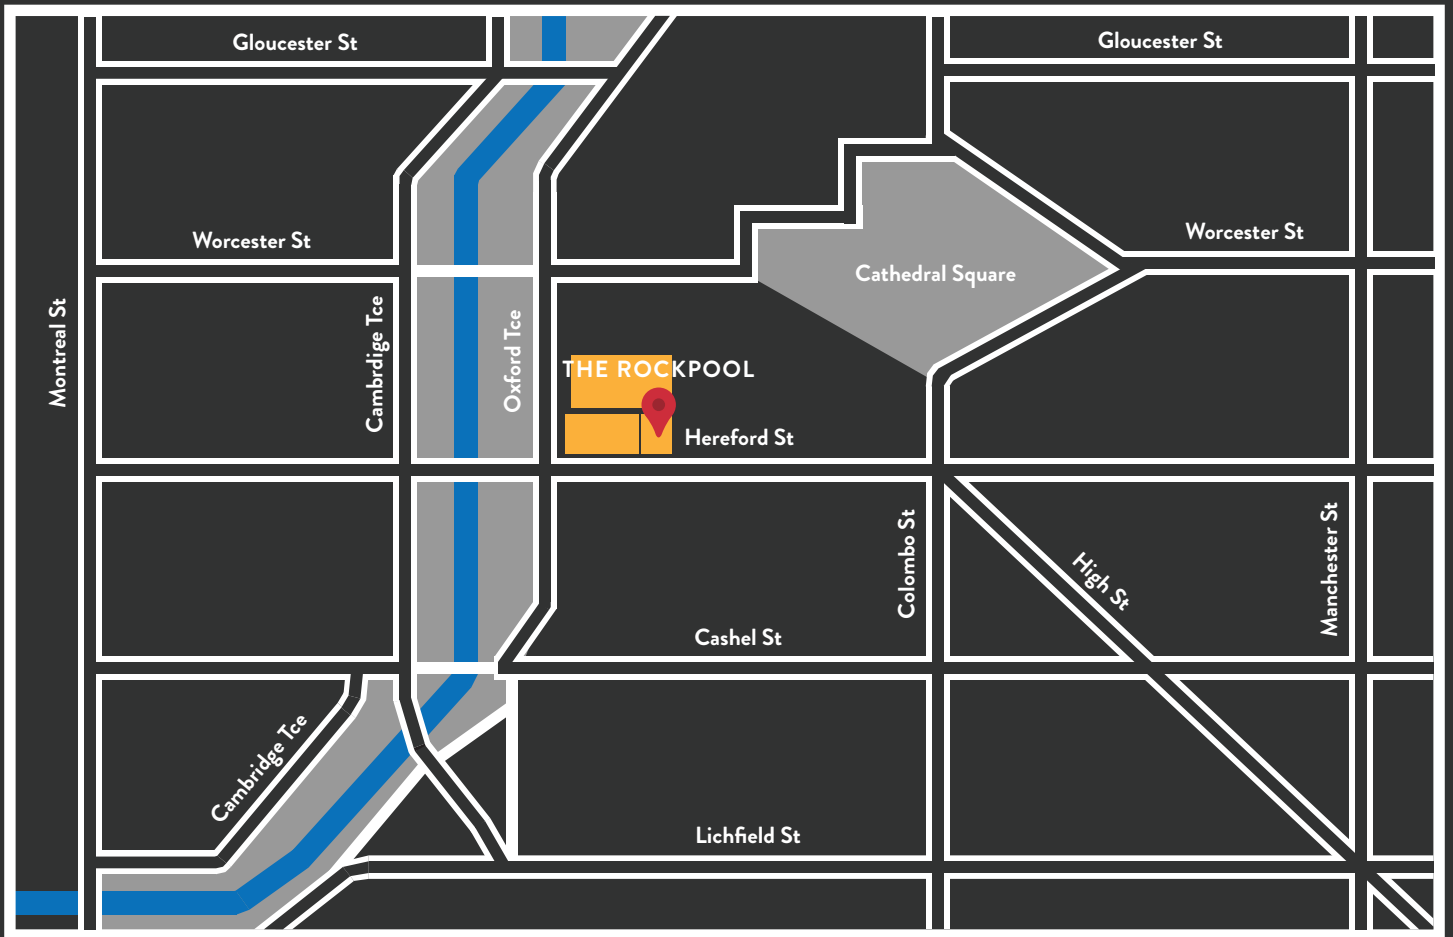 Gloucester St
Gloucester St
Worcester St
Worcester St
Cathedral Square
Montreal St
Cambrdige Tce
Oxford Tce
THE ROCKPOOL
Hereford St
Colombo St
High St
Manchester St
Cashel St
Cambridge Tce
Lichfield St